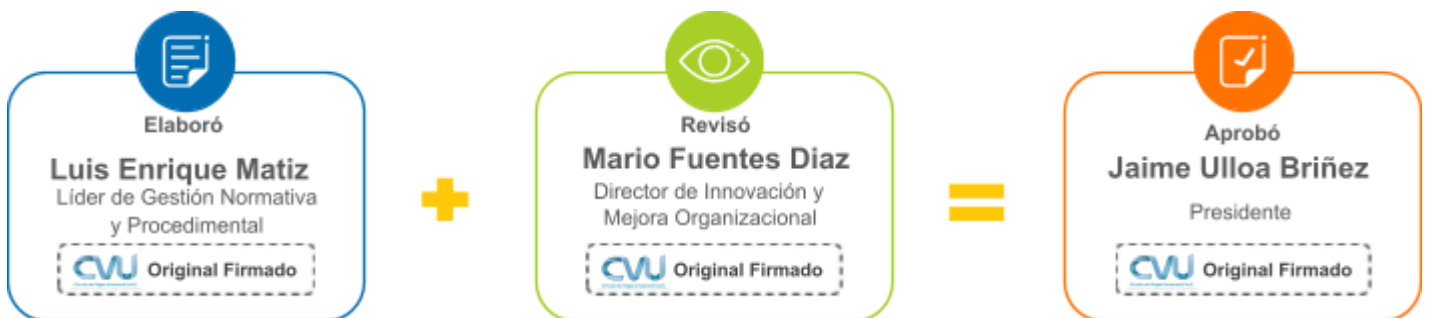 Elaboró
Luis Enrique Matiz
Líder de Gestión Normativa
y Procedimental
CVU Original Firmado
Revisó
Mario Fuentes Diaz
Director de Innovación y
Mejora Organizacional
CVU Original Firmado
Aprobó
Jaime Ulloa Briñez
Presidente
CVU Original Firmado